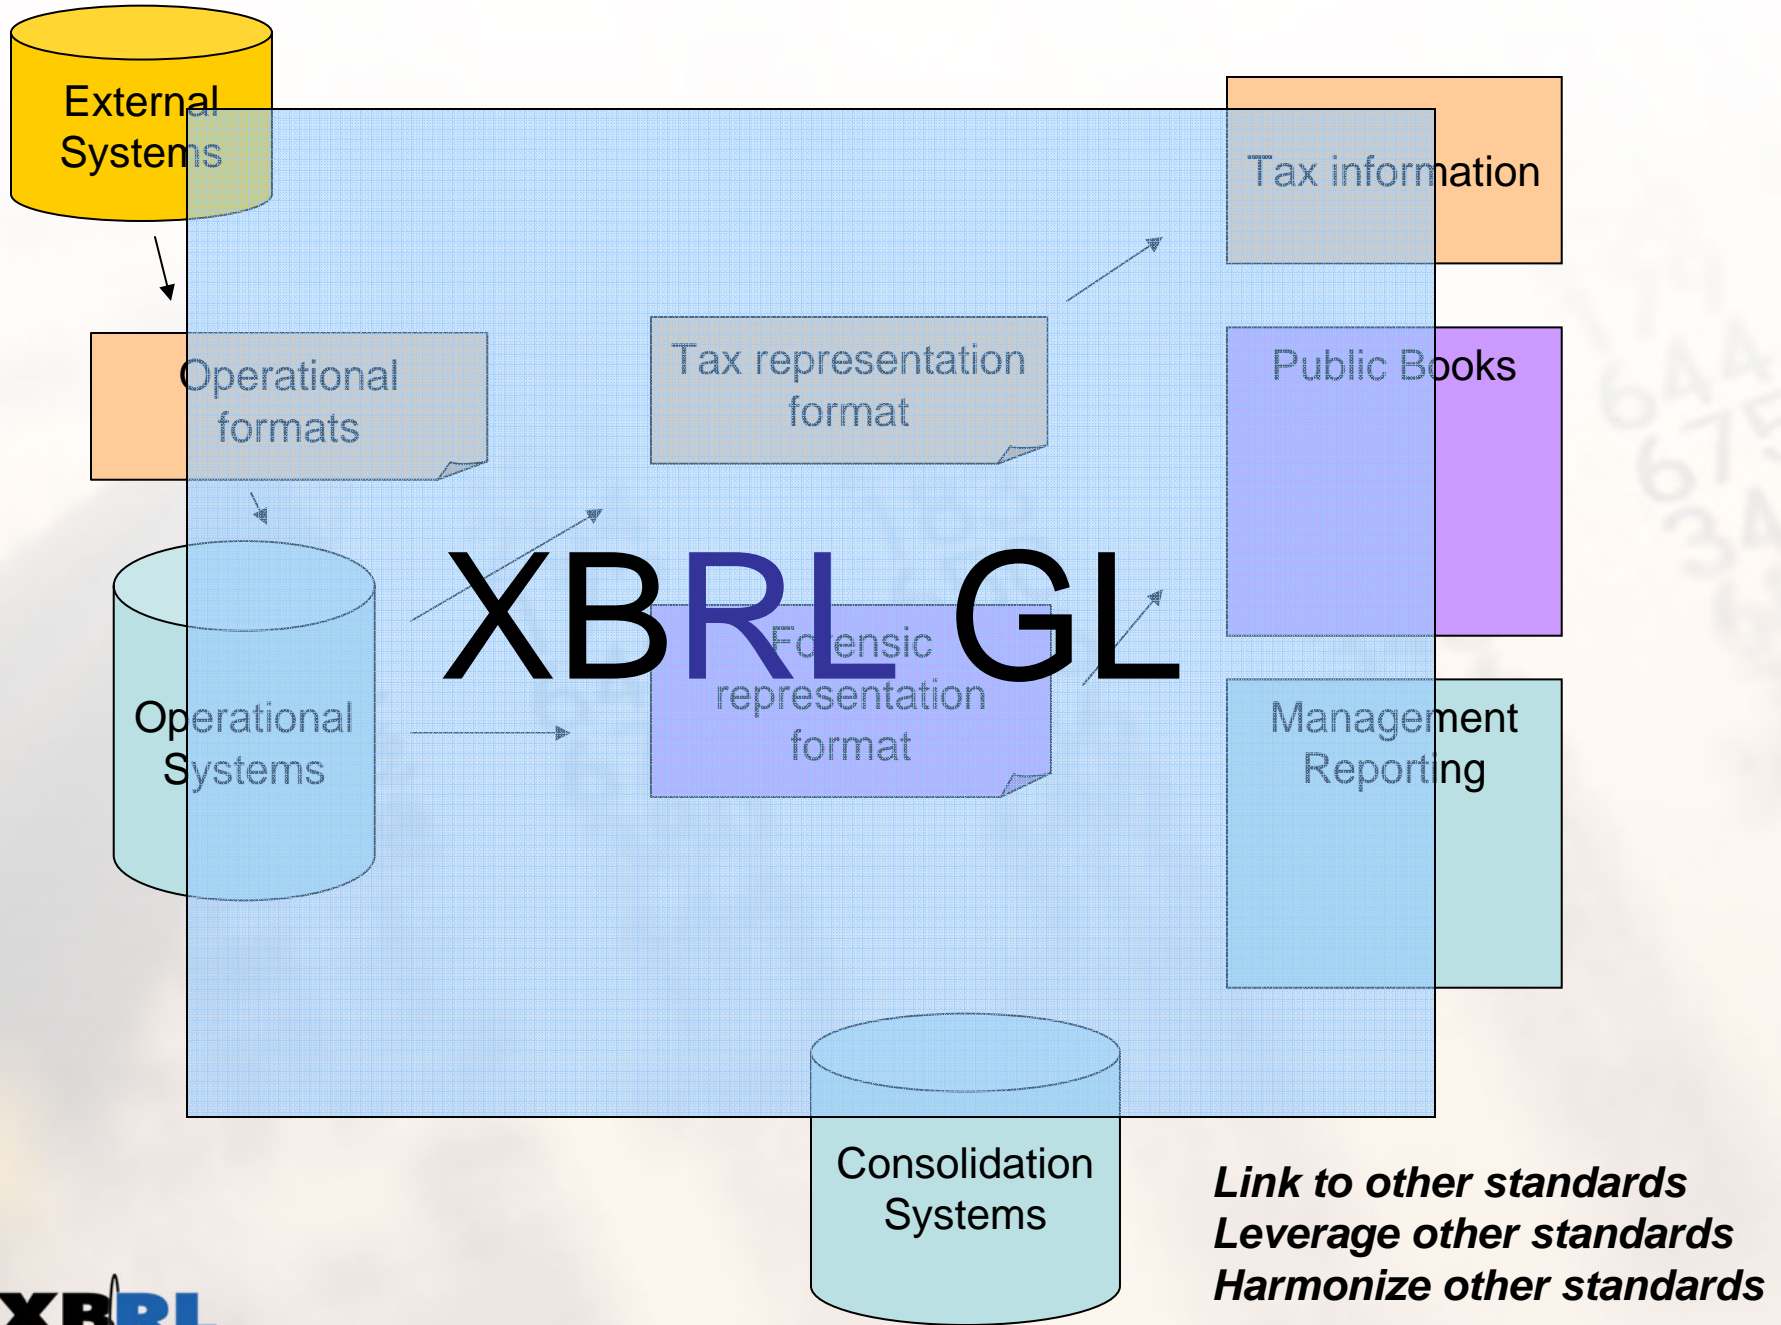 External
Systems
Tax information
Operational
formats
Tax representation
format
Public Books
XBRL GL
Forensic
representation
format
Operational
Systems
Management
Reporting
Consolidation
Systems
Link to other standards
Leverage other standards
Harmonize other standards
XBRL